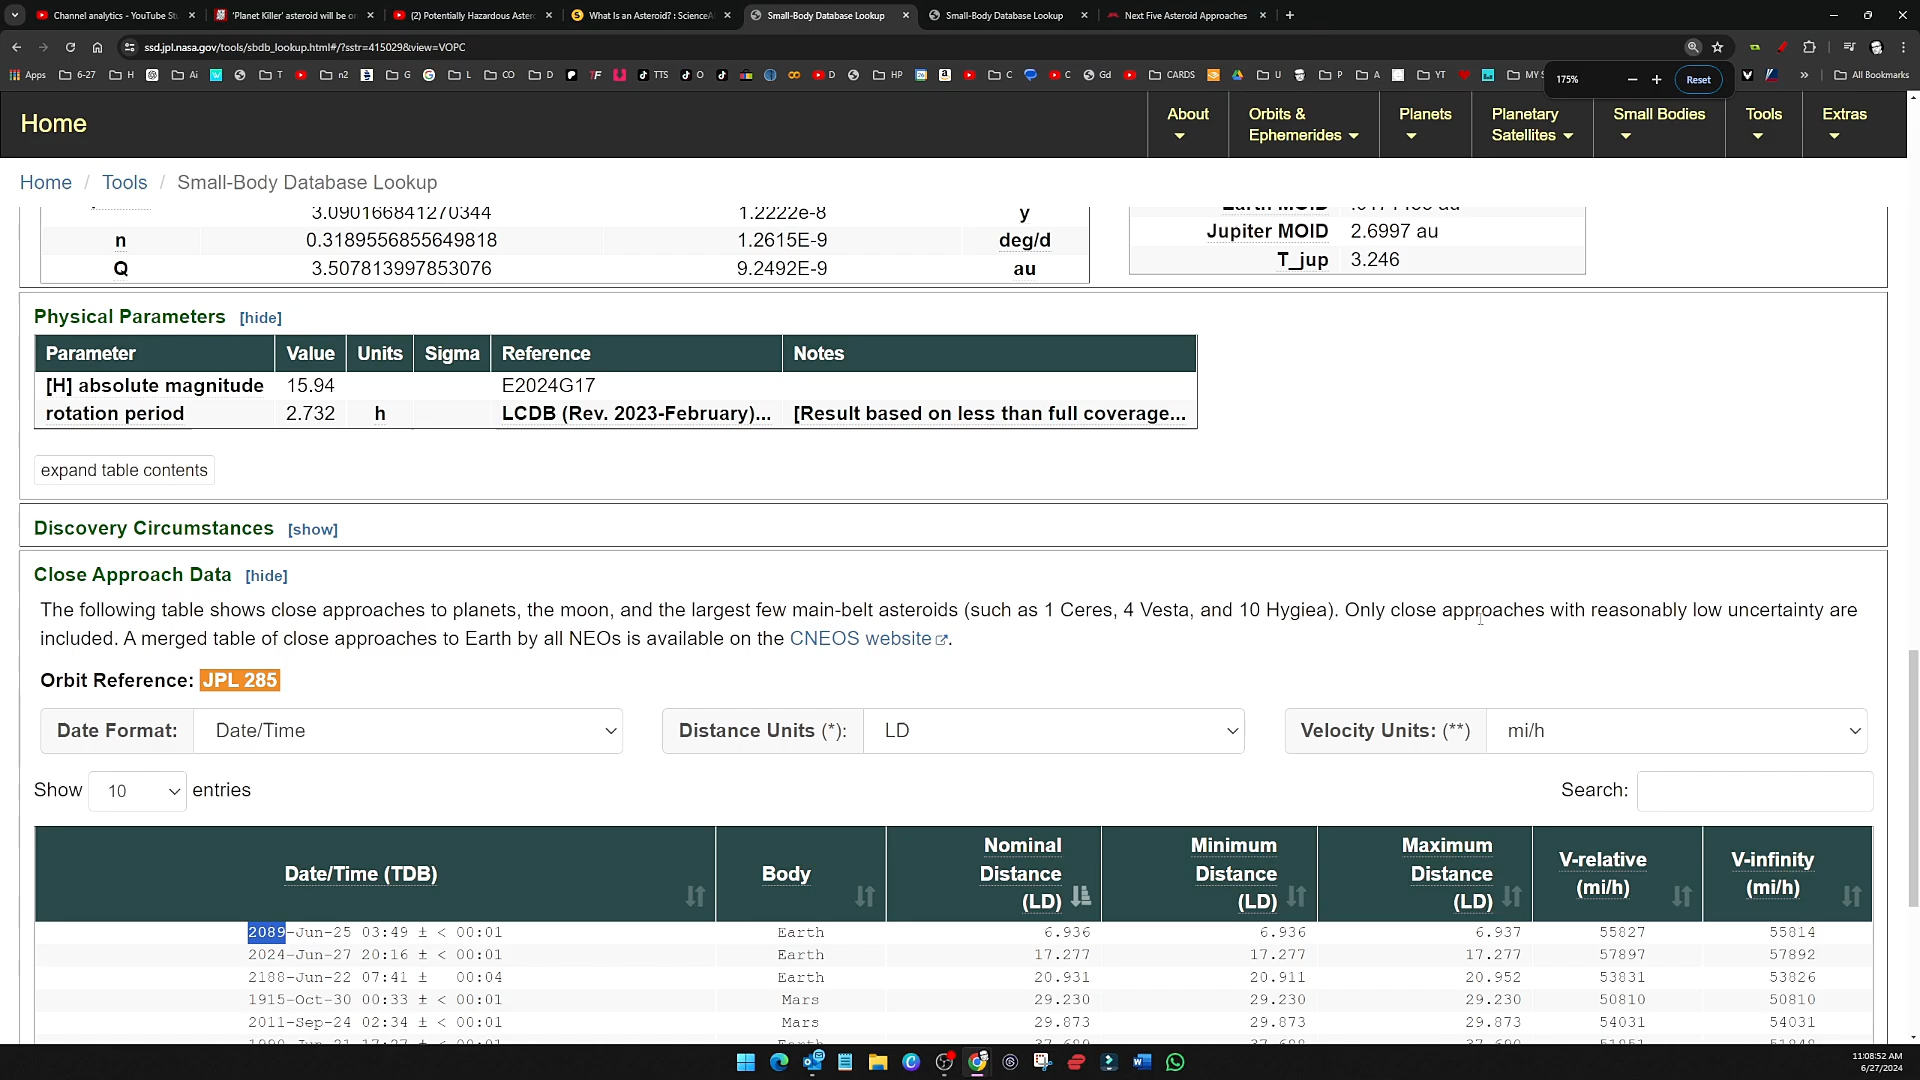 Channel analytics - YouTube St
'Planet Killer' asteroid will be or
(2) Potentially Hazardous Aster
What Is an Asteroid? : ScienceA
Small-Body Database Lookup
Small-Body Database Lookup
Next Five Asteroid Approaches
ssd.jpl.nasa.gov/tools/sbdb_lookup.html#/?sstr=415029&view=VOPC
Apps 6-27 H Ai T n2 G L CO D TTS O D HP C C Gd CARDS U P A YT MY S
All Bookmarks
175% Reset
Home
About
Orbits & Ephemerides
Planets
Planetary Satellites
Small Bodies
Tools
Extras
Home / Tools / Small-Body Database Lookup
3.090166841270344 1.2222e-8 y
n 0.3189556855649818 1.2615E-9 deg/d
Q 3.507813997853076 9.2492E-9 au
Jupiter MOID 2.6997 au
T_jup 3.246
Physical Parameters [hide]
Parameter Value Units Sigma Reference Notes
[H] absolute magnitude 15.94 E2024G17
rotation period 2.732 h LCDB (Rev. 2023-February)... [Result based on less than full coverage...
expand table contents
Discovery Circumstances [show]
Close Approach Data [hide]
The following table shows close approaches to planets, the moon, and the largest few main-belt asteroids (such as 1 Ceres, 4 Vesta, and 10 Hygiea). Only close approaches with reasonably low uncertainty are
included. A merged table of close approaches to Earth by all NEOs is available on the CNEOS website.
Orbit Reference: JPL 285
Date Format: Date/Time
Distance Units (*): LD
Velocity Units: (**) mi/h
Show 10 entries
Search:
Date/Time (TDB) Body Nominal Distance (LD) Minimum Distance (LD) Maximum Distance (LD) V-relative (mi/h) V-infinity (mi/h)
2089-Jun-25 03:49 ± < 00:01 Earth 6.936 6.936 6.937 55827 55814
2024-Jun-27 20:16 ± < 00:01 Earth 17.277 17.277 17.277 57897 57892
2188-Jun-22 07:41 ± 00:04 Earth 20.931 20.911 20.952 53831 53826
1915-Oct-30 00:33 ± < 00:01 Mars 29.230 29.230 29.230 50810 50810
2011-Sep-24 02:34 ± < 00:01 Mars 29.873 29.873 29.873 54031 54031
11:08:52 AM
6/27/2024